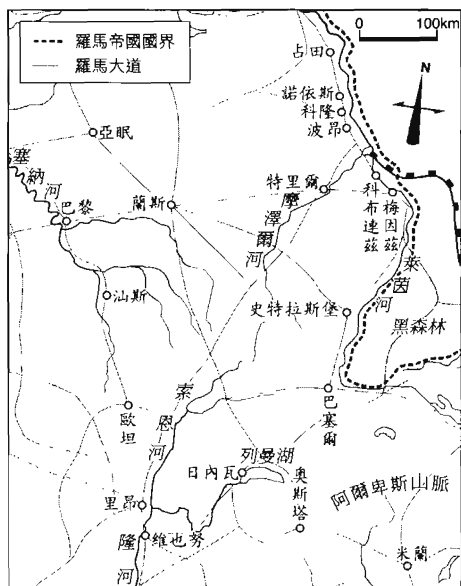 羅馬帝國國界
羅馬大道
0 100km
N
占田
諾依斯
科隆
波昂
亞眠
塞納河
巴黎
蘭斯
特里爾
摩澤爾河
科布連茲
梅因茲
萊茵河
黑森林
汕斯
史特拉斯堡
巴塞爾
歐坦
索恩河
列曼湖
日內瓦
奧斯塔
阿爾卑斯山脈
里昂
維也努
隆河
米蘭